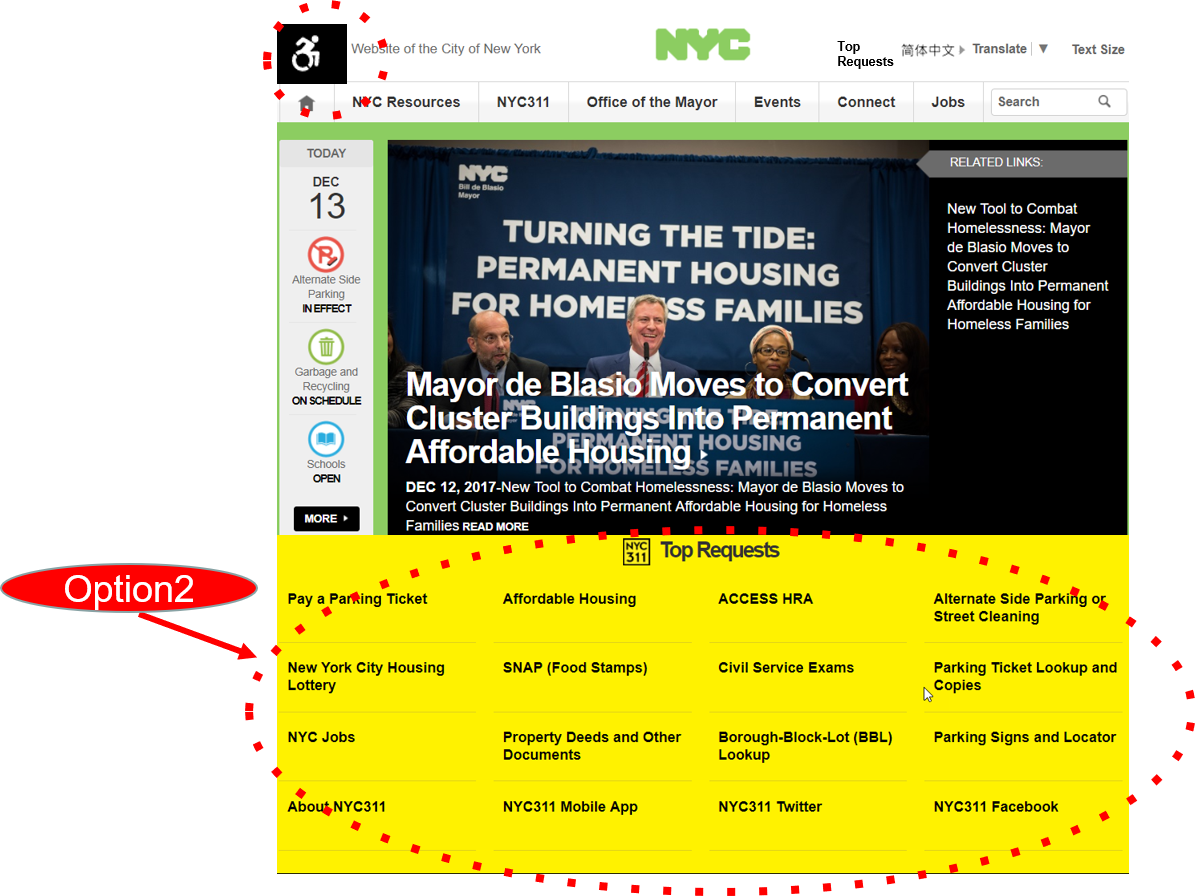 Website of the City of New York
NYC
Top
Requests
简体中文
Translate
▼
Text Size
NYC Resources
NYC311
Office of the Mayor
Events
Connect
Jobs
Search
TODAY
DEC
13
Alternate Side
Parking
IN EFFECT
Garbage and
Recycling
ON SCHEDULE
Schools
OPEN
MORE
NYC
Bill de Blasio
Mayor
TURNING THE TIDE:
PERMANENT HOUSING
FOR HOMELESS FAMILIES
NYC
TURNING THE TIDE:
PERMANENT HOUSING
FOR HOMELESS FAMILIES
Mayor de Blasio Moves to Convert
Cluster Buildings Into Permanent
Affordable Housing
DEC 12, 2017-New Tool to Combat Homelessness: Mayor de Blasio Moves to
Convert Cluster Buildings Into Permanent Affordable Housing for Homeless
Families READ MORE
RELATED LINKS:
New Tool to Combat
Homelessness: Mayor
de Blasio Moves to
Convert Cluster
Buildings Into Permanent
Affordable Housing for
Homeless Families
Option2
NYC
311
Top Requests
Pay a Parking Ticket
Affordable Housing
ACCESS HRA
Alternate Side Parking or
Street Cleaning
New York City Housing
Lottery
SNAP (Food Stamps)
Civil Service Exams
Parking Ticket Lookup and
Copies
NYC Jobs
Property Deeds and Other
Documents
Borough-Block-Lot (BBL)
Lookup
Parking Signs and Locator
About NYC311
NYC311 Mobile App
NYC311 Twitter
NYC311 Facebook